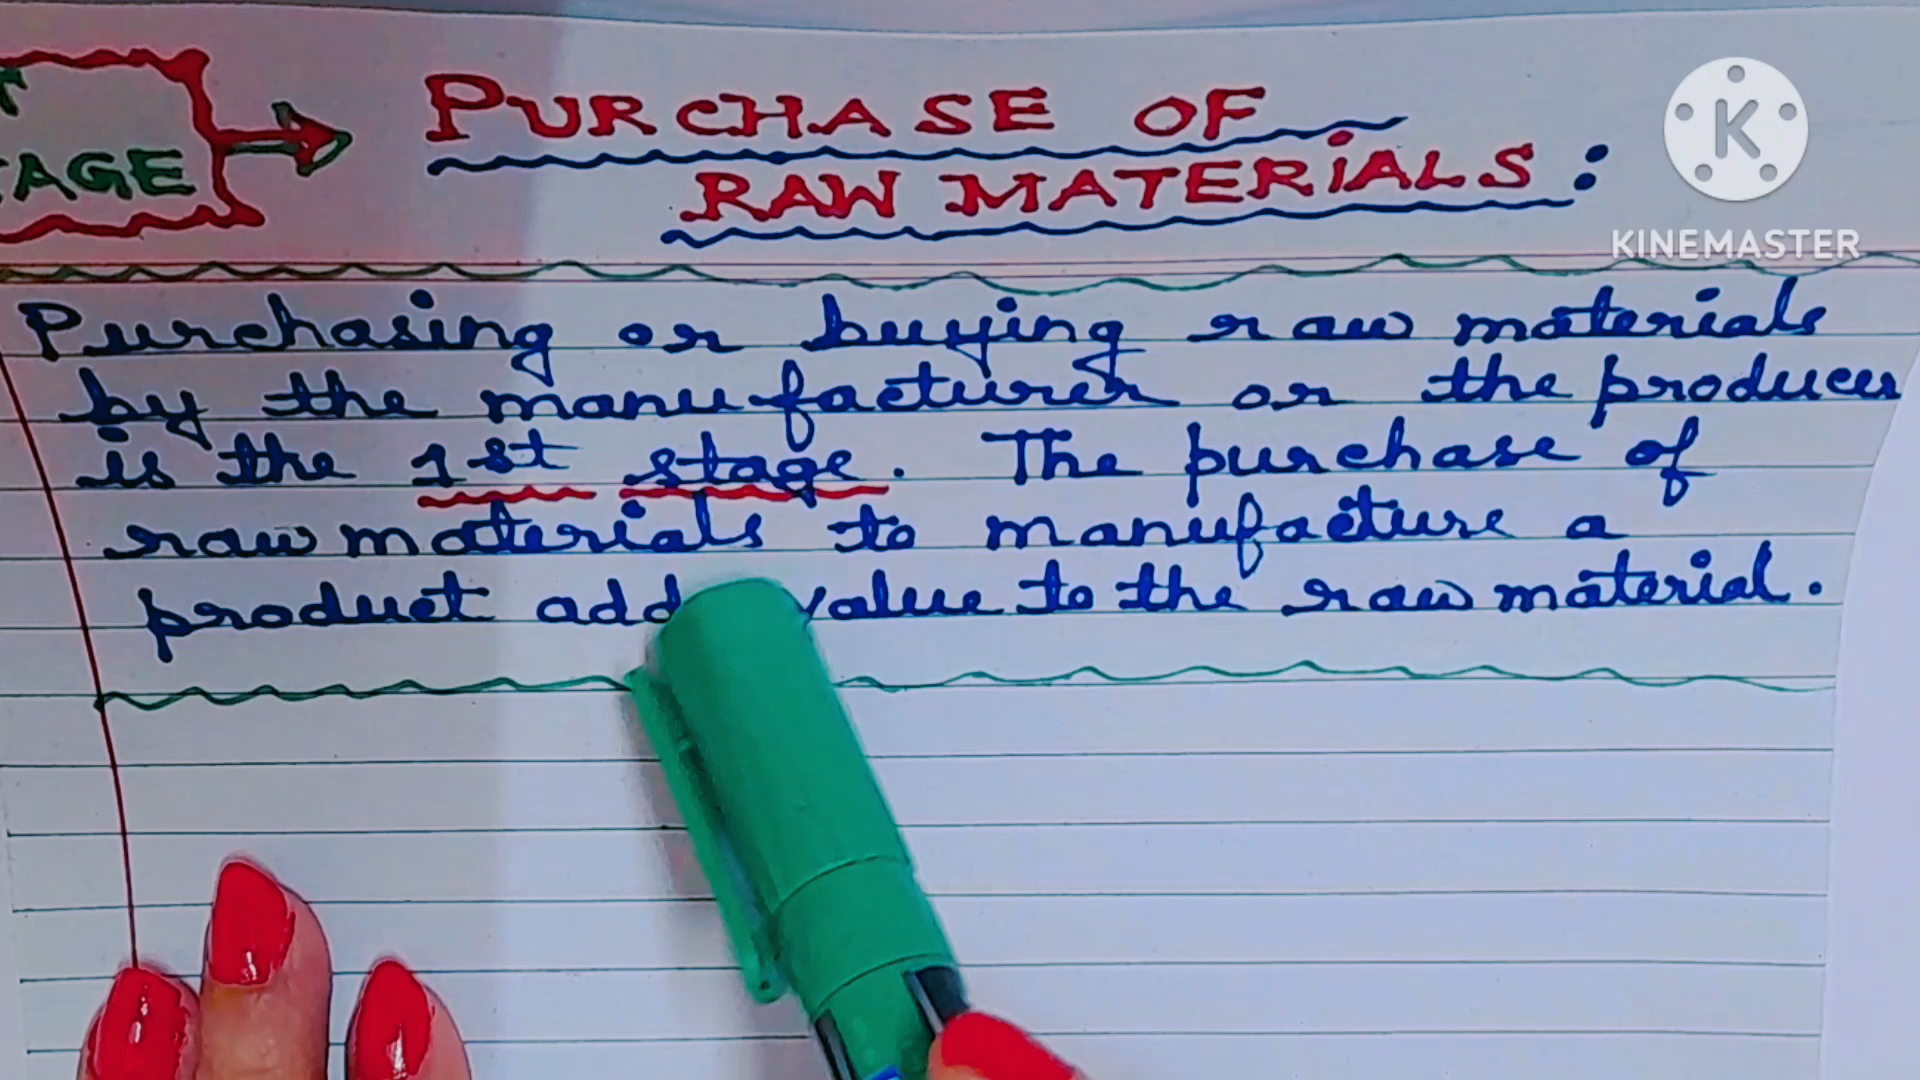 TAGE
PURCHASE OF
RAW MATERIALS:
Purchasing or buying raw materials
by the manufacturer or the producer
is the 1st stage. The purchase of
raw materials to manufacture a
product add value to the raw material.
K
KINEMASTER